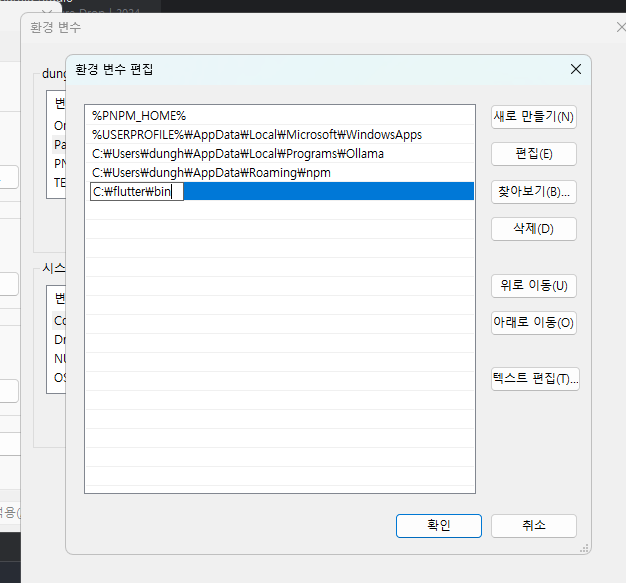 환경 변수
환경 변수 편집
%PNPM_HOME%
%USERPROFILE%₩AppData₩Local₩Microsoft₩WindowsApps
C:₩Users₩dungh₩AppData₩Local₩Programs₩Ollama
C:₩Users₩dungh₩AppData₩Roaming₩npm
C:₩flutter₩bin
새로 만들기(N)
편집(E)
찾아보기(B)...
삭제(D)
위로 이동(U)
아래로 이동(O)
텍스트 편집(T)...
확인
취소
dung
변
On
Pa
PN
TE
시스
변
Co
Dr
NU
OS